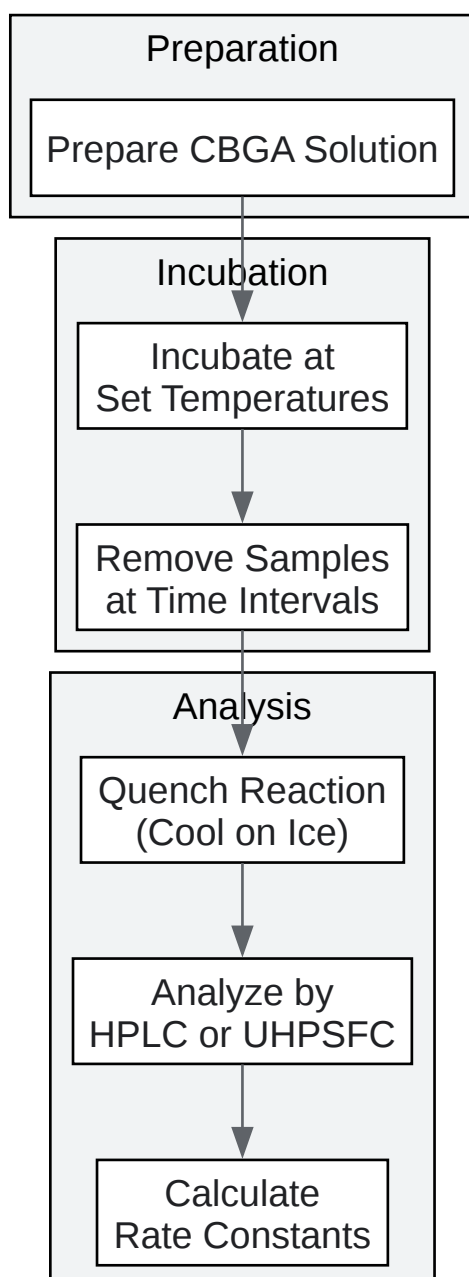 Preparation
Prepare CBGA Solution
Incubation
Incubate at
Set Temperatures
Remove Samples
at Time Intervals
Analysis
Quench Reaction
(Cool on Ice)
Analyze by
HPLC or UHPSFC
Calculate
Rate Constants